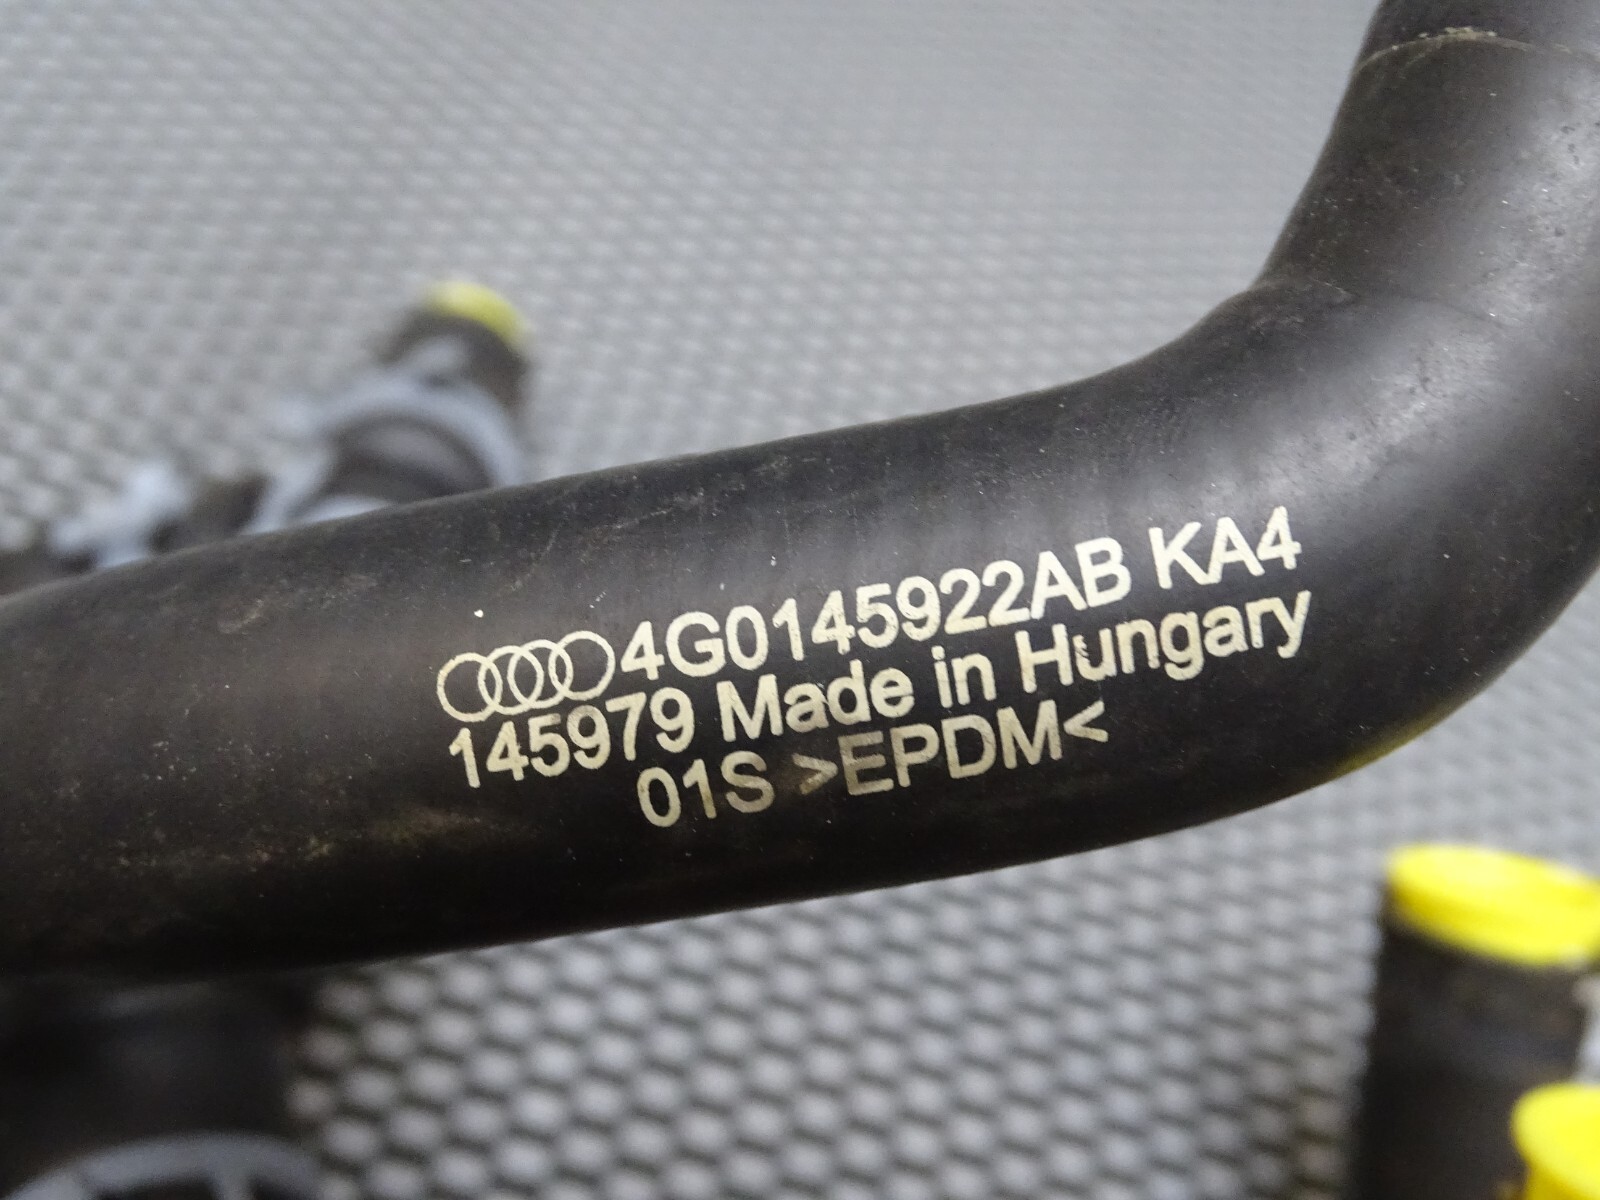 4G0145922AB KA4
145979 Made in Hungary
01S >EPDM<